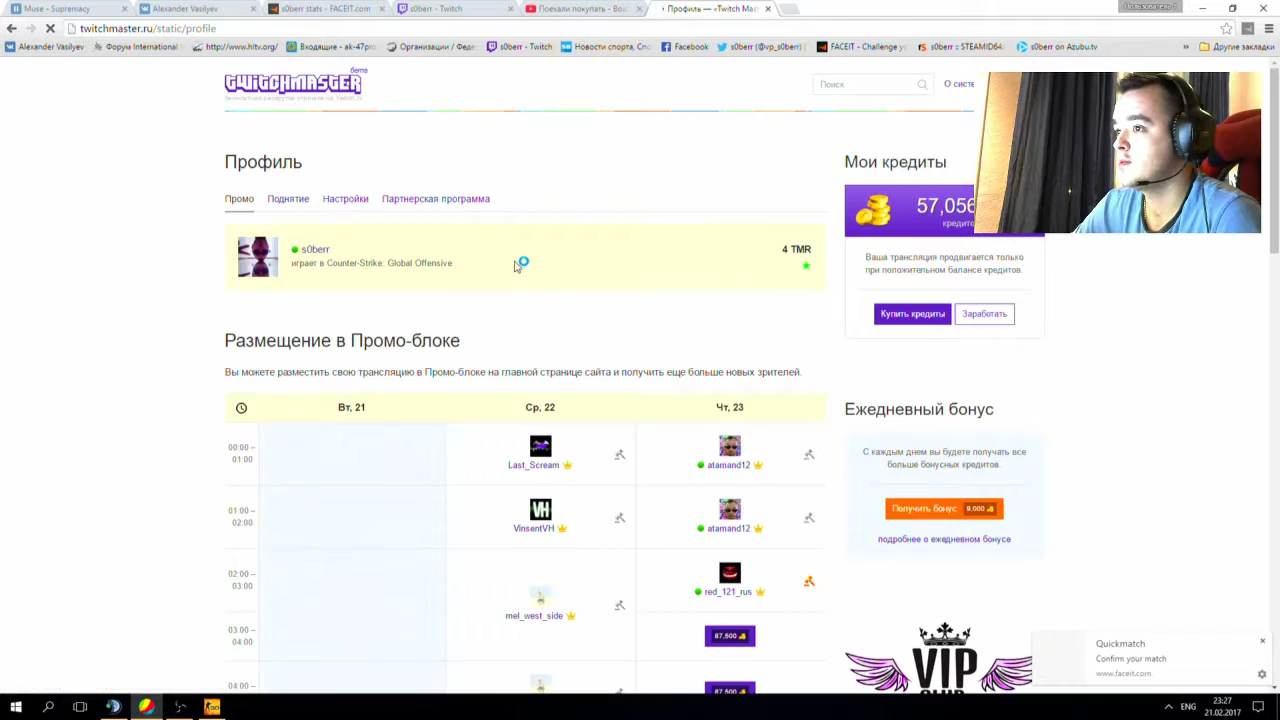 Muse - Supremacy
Alexander Vasilyev
s0berr stats - FACEIT.com
s0berr - Twitch
Поехали покупать - Boa
Профиль — «Twitch Mas
twitchmaster.ru/static/profile
Alexander Vasilyev
Форум International
http://www.hltv.org/
Входящие - ak-47pro.
Организации / Феде
s0berr - Twitch
Новости спорта, Спо
Facebook
s0berr (@vp_s0berr)
FACEIT - Challenge yo
s0berr :: STEAMID64
s0berr on Azubu.tv
»
Другие закладки
бета
TWITCHMASTER
Поиск
О систе
Профиль
Промо
Поднятие
Настройки
Партнерская программа
s0berr
играет в Counter-Strike: Global Offensive
4 TMR
Мои кредиты
57,056
кредито
Ваша трансляция продвигается только
при положительном балансе кредитов.
Купить кредиты
Заработать
Размещение в Промо-блоке
Вы можете разместить свою трансляцию в Промо-блоке на главной странице сайта и получить еще больше новых зрителей.
Вт, 21
Ср, 22
Чт, 23
00:00 –
01:00
Last_Scream
atamand12
01:00 –
02:00
VH
VinsentVH
atamand12
02:00 –
03:00
mel_west_side
red_121_rus
03:00 –
04:00
87,500
04:00 –
87,500
Ежедневный бонус
С каждым днем вы будете получать все
больше бонусных кредитов.
Получить бонус 9,000
подробнее о ежедневном бонусе
VIP
CLUB
Quickmatch
Confirm your match
www.faceit.com
ENG
23:27
21.02.2017